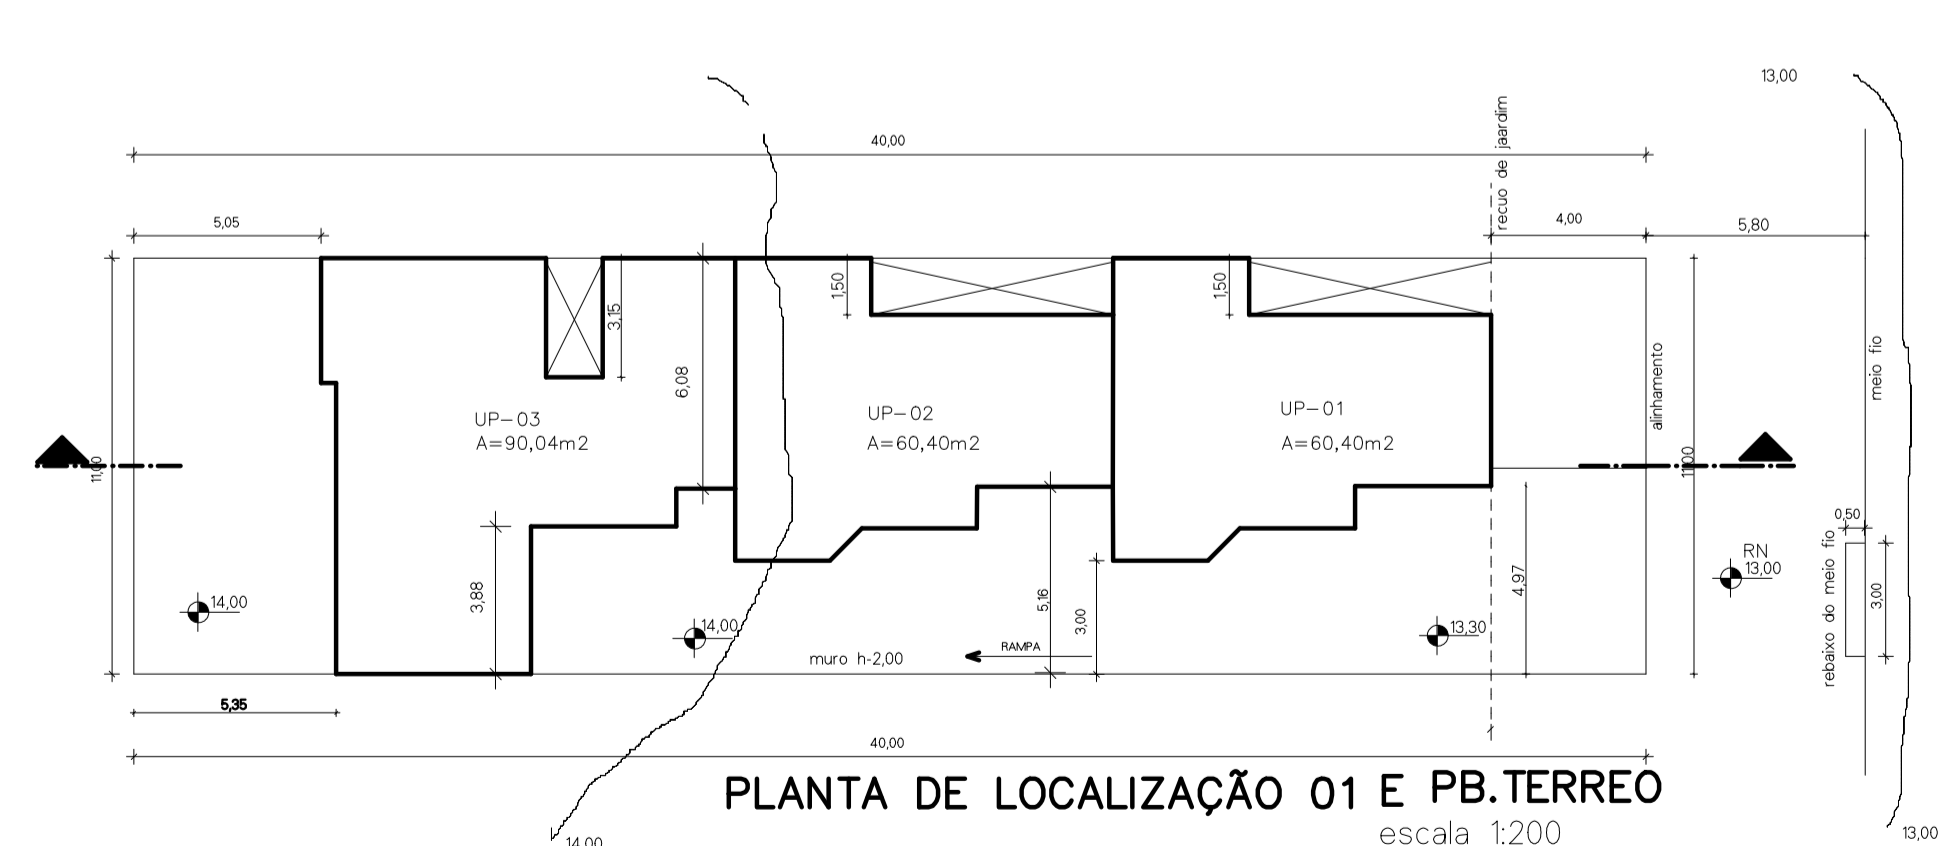 13,00
40,00
recuo de jaardim
5,05
4,00
5,80
1,50
1,50
3,15
6,08
UP-03
A=90,04m2
UP-02
A=60,40m2
UP-01
A=60,40m2
alinhamento
meio fio
11,00
11,00
0,50
RN
13,00
rebaixo do meio fio
3,00
4,97
5,16
3,00
3,88
14,00
14,00
13,30
RAMPA
muro h-2,00
5,35
40,00
PLANTA DE LOCALIZAÇÃO 01 E PB.TERREO
escala 1:200
14,00
13,00